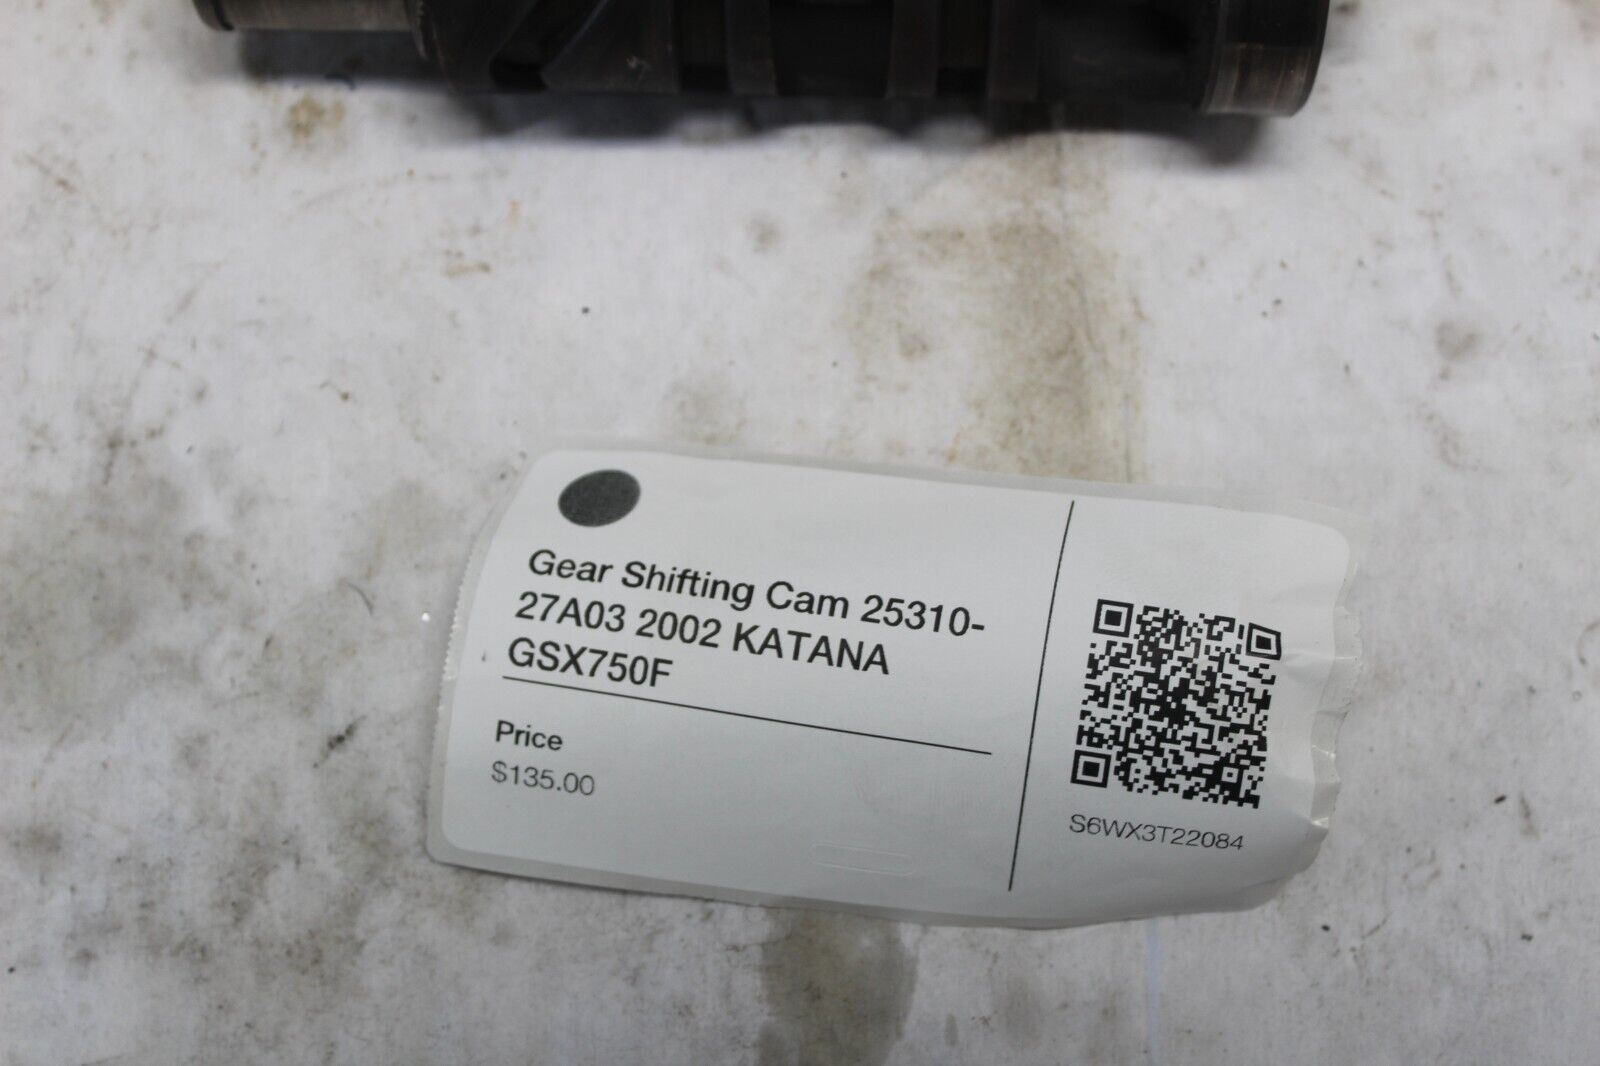 Gear Shifting Cam 25310-
27A03 2002 KATANA
GSX750F
Price
$135.00
S6WX3T22084